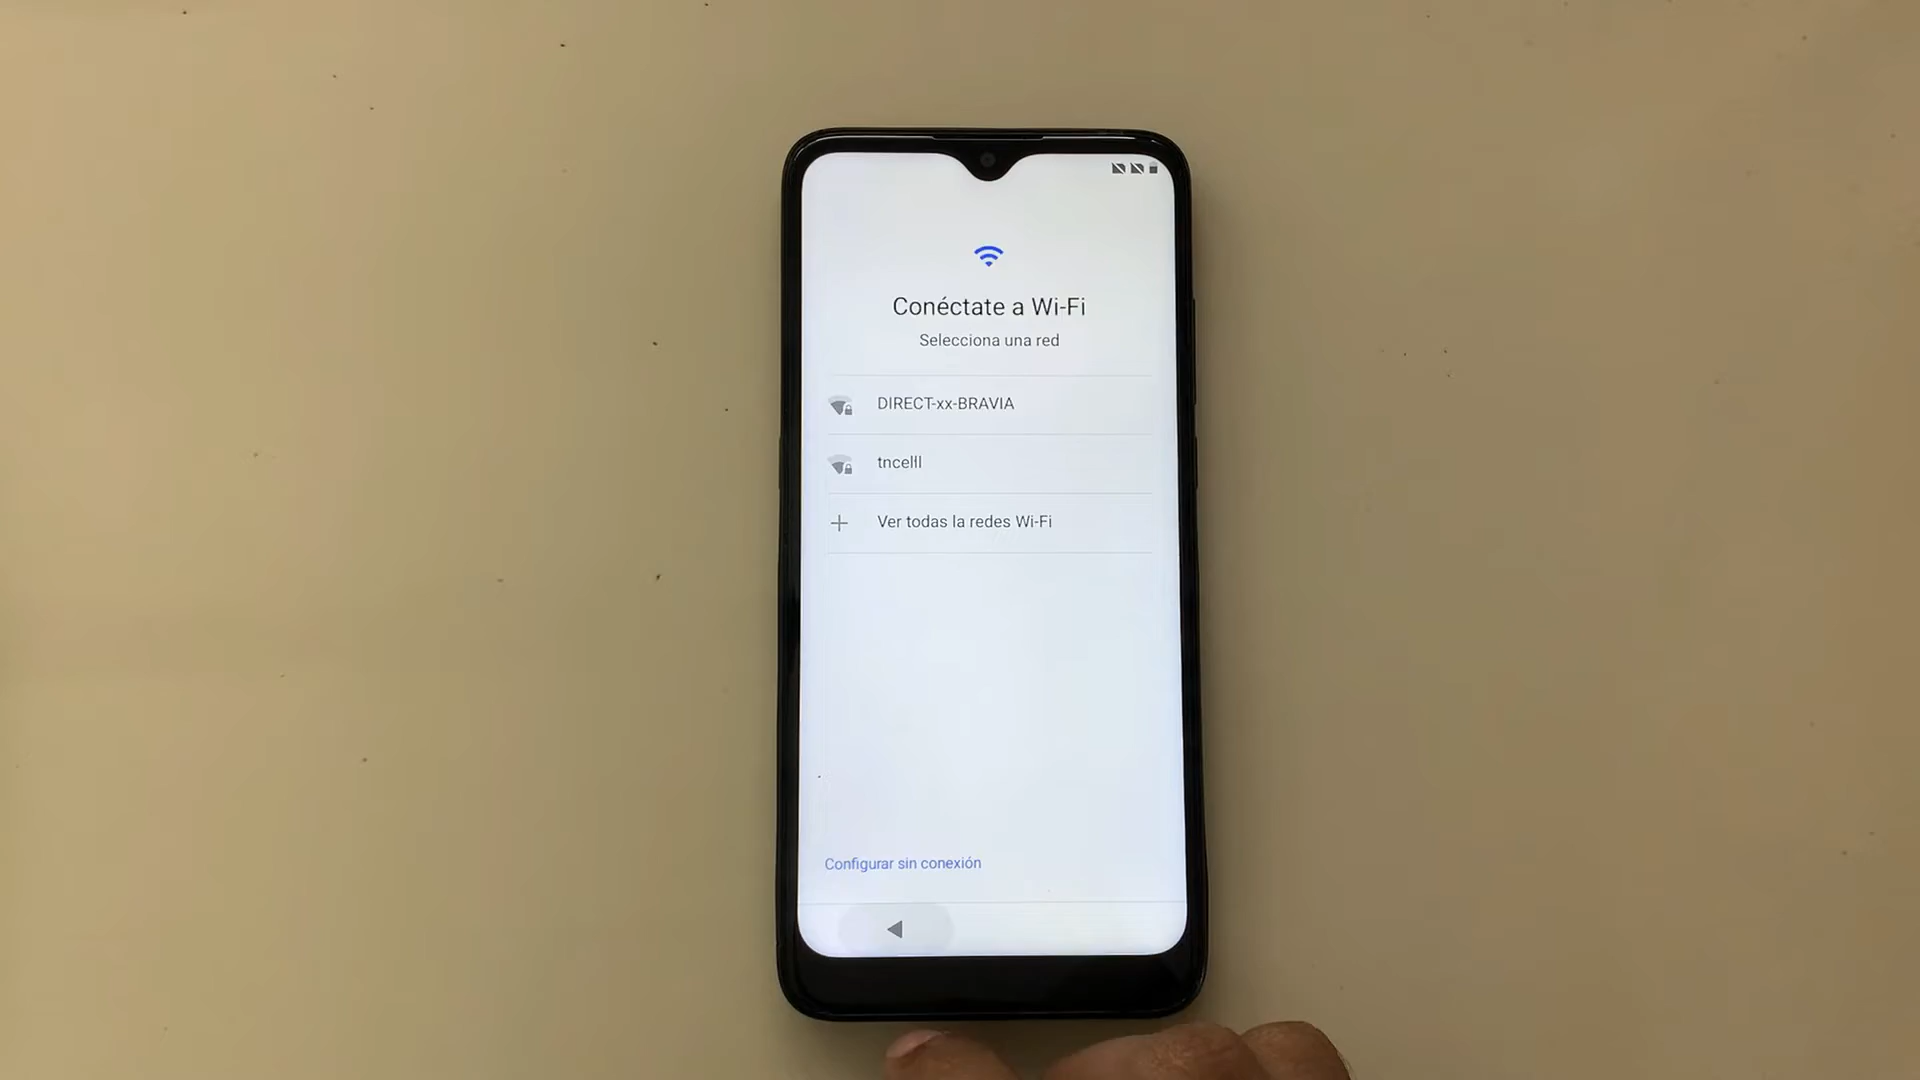 Conéctate a Wi-Fi
Selecciona una red
DIRECT-xx-BRAVIA
tncelll
Ver todas la redes Wi-Fi
Configurar sin conexión